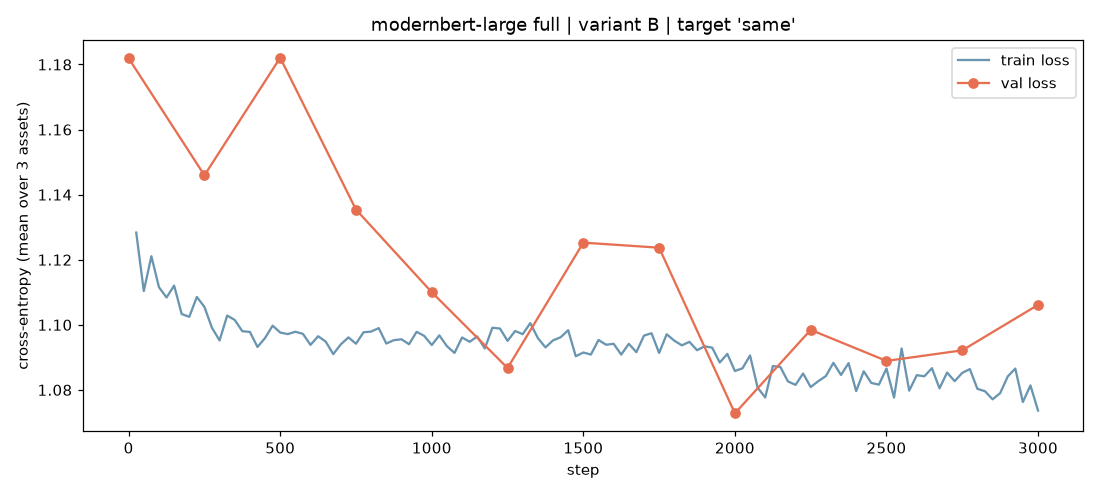 modernbert-large full | variant B | target 'same'
train loss
val loss
cross-entropy (mean over 3 assets)
1.18
1.16
1.14
1.12
1.10
1.08
0
500
1000
1500
2000
2500
3000
step